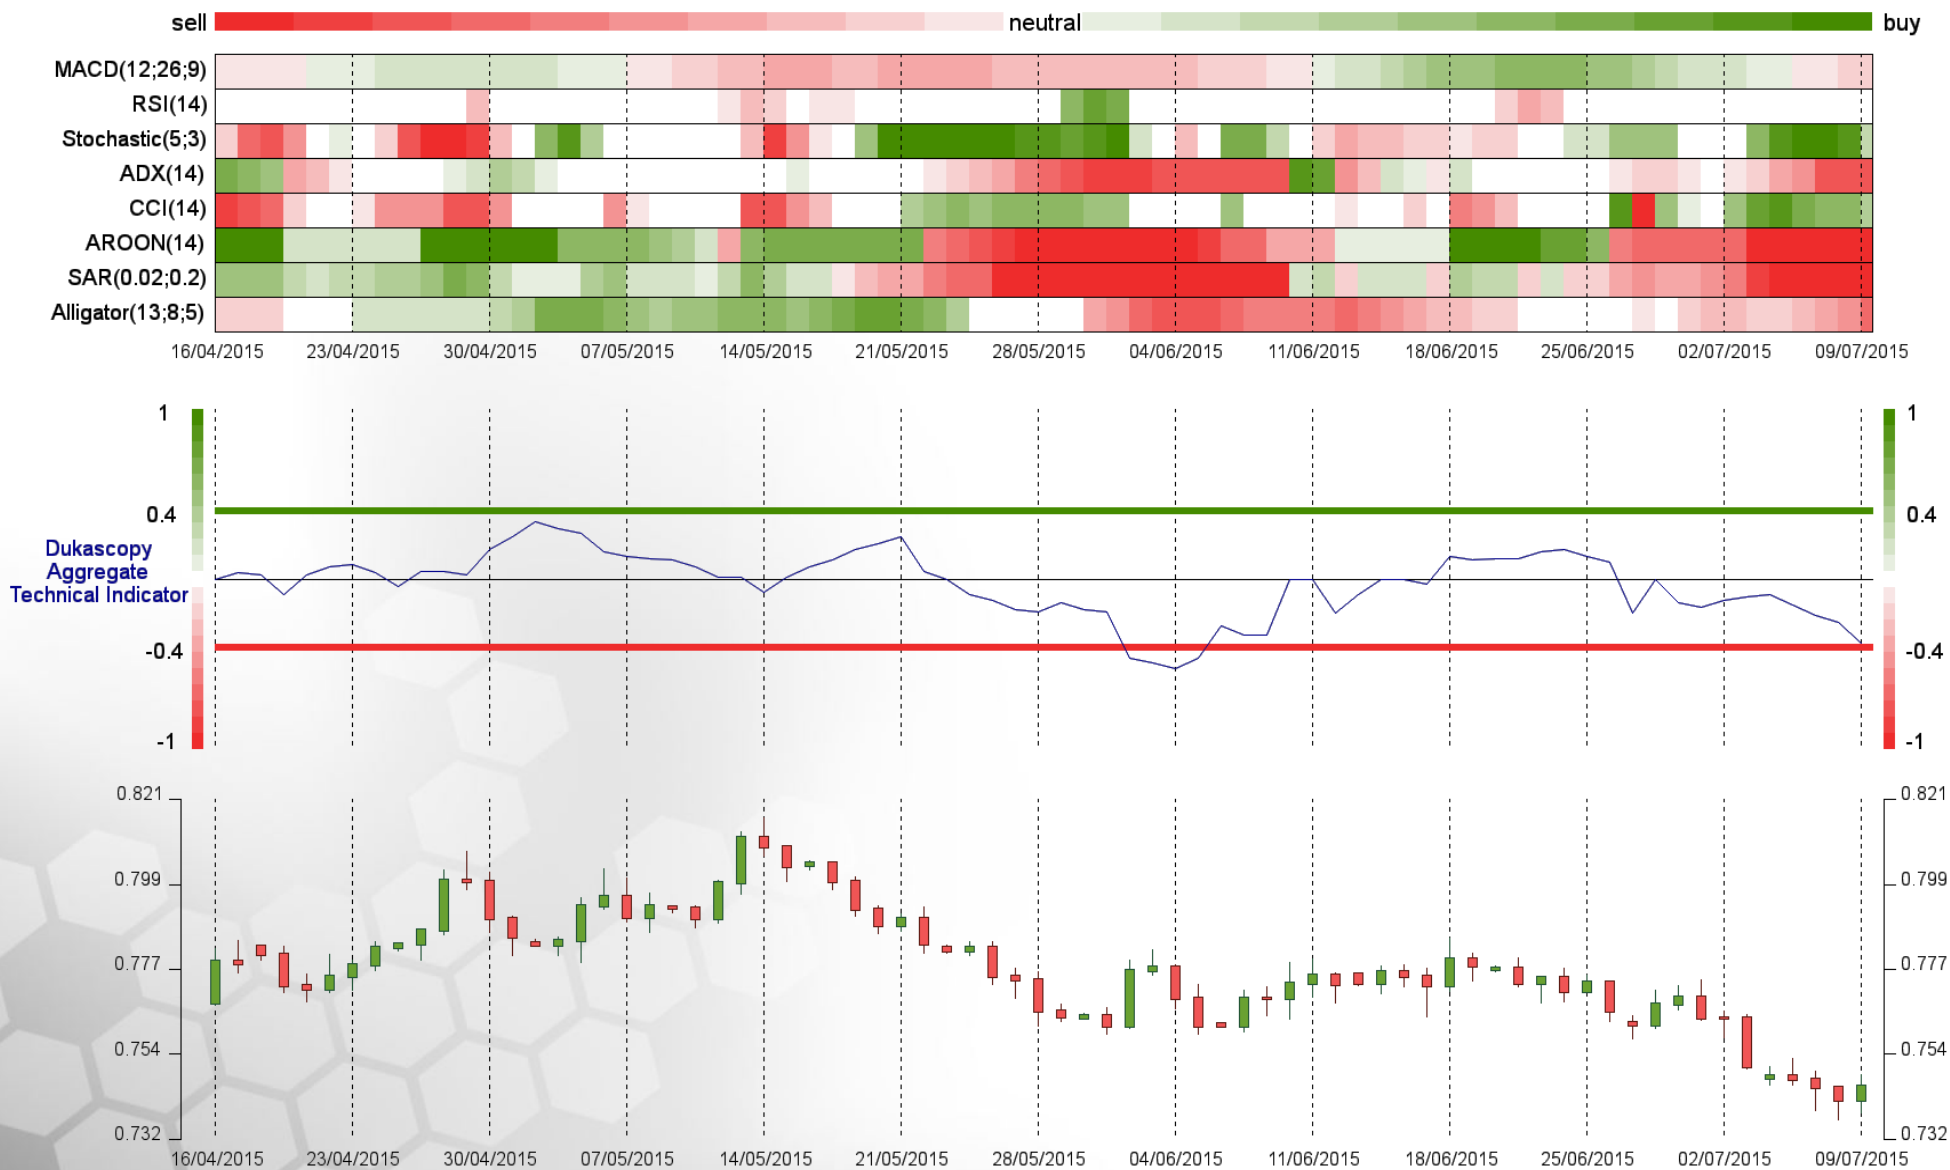 sell neutral buy
MACD(12;26;9)
RSI(14)
Stochastic(5;3)
ADX(14)
CCI(14)
AROON(14)
SAR(0.02;0.2)
Alligator(13;8;5)
16/04/2015 23/04/2015 30/04/2015 07/05/2015 14/05/2015 21/05/2015 28/05/2015 04/06/2015 11/06/2015 18/06/2015 25/06/2015 02/07/2015 09/07/2015
1 1
0.4 0.4
Dukascopy
Aggregate
Technical Indicator
-0.4 -0.4
-1 -1
0.821 0.821
0.799 0.799
0.777 0.777
0.754 0.754
0.732 0.732
16/04/2015 23/04/2015 30/04/2015 07/05/2015 14/05/2015 21/05/2015 28/05/2015 04/06/2015 11/06/2015 18/06/2015 25/06/2015 02/07/2015 09/07/2015